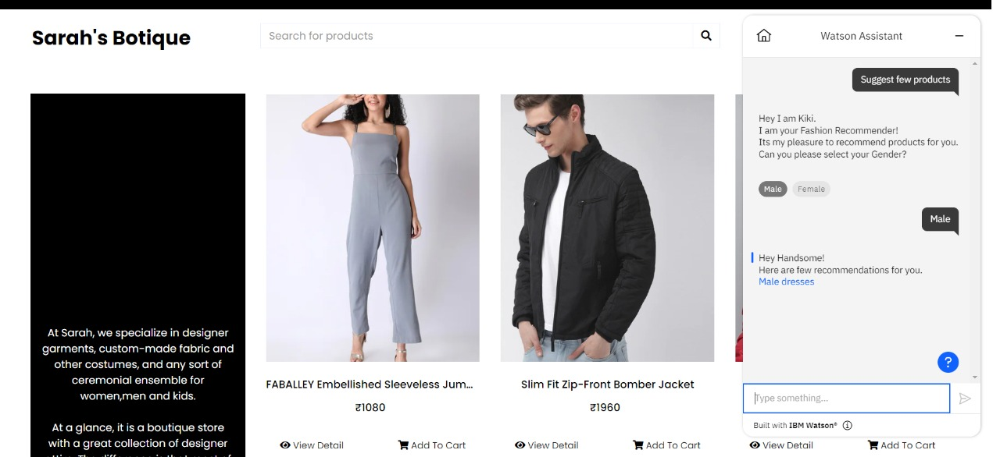 Sarah's Botique
Search for products
At Sarah, we specialize in designer
garments, custom-made fabric and
other costumes, and any sort of
ceremonial ensemble for
women,men and kids.
At a glance, it is a boutique store
with a great collection of designer
FABALLEY Embellished Sleeveless Jum...
₹1080
View Detail
Add To Cart
Slim Fit Zip-Front Bomber Jacket
₹1960
View Detail
Add To Cart
View Detail
Add To Cart
Watson Assistant
Suggest few products
Hey I am Kiki.
I am your Fashion Recommender!
Its my pleasure to recommend products for you.
Can you please select your Gender?
Male
Female
Male
Hey Handsome!
Here are few recommendations for you.
Male dresses
?
Type something...
Built with IBM Watson®